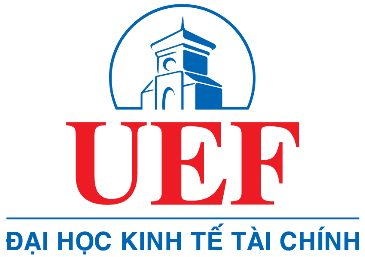 UEF
ĐẠI HỌC KINH TẾ TÀI CHÍNH